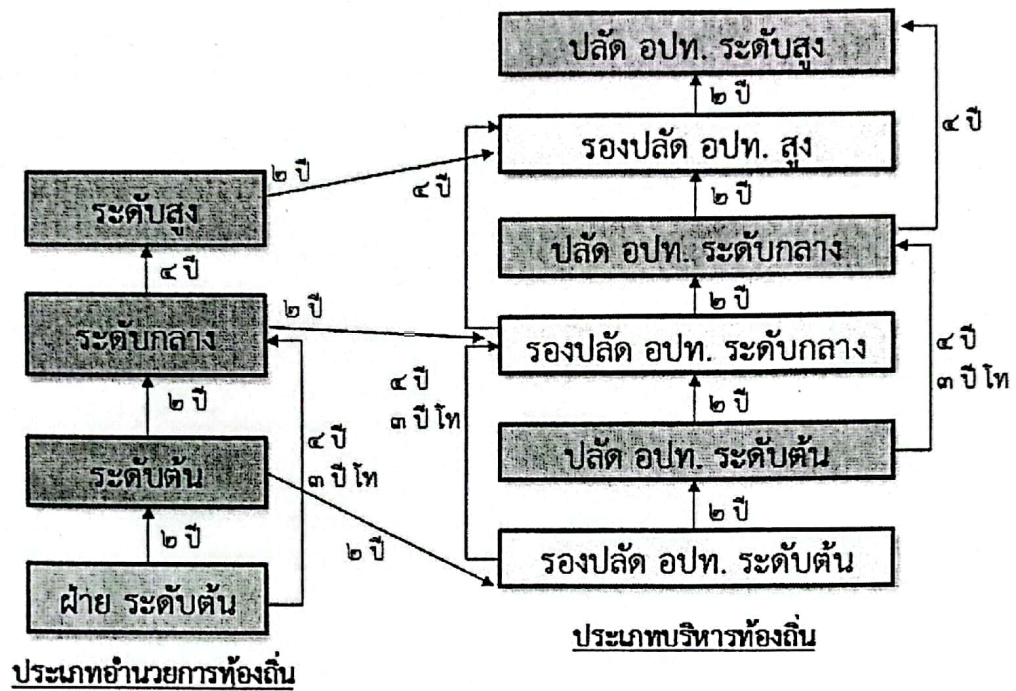 ปลัด อปท. ระดับสูง
๒ ปี
๔ ปี
รองปลัด อปท. สูง
๒ ปี
๔ ปี
ระดับสูง
๒ ปี
ปลัด อปท. ระดับกลาง
๔ ปี
๒ ปี
ระดับกลาง
๒ ปี
รองปลัด อปท. ระดับกลาง
๔ ปี
๓ ปี โท
๒ ปี
๔ ปี
๓ ปี โท
๒ ปี
ปลัด อปท. ระดับต้น
๔ ปี
๓ ปี โท
ระดับต้น
๒ ปี
๒ ปี
๒ ปี
รองปลัด อปท. ระดับต้น
ฝ่าย ระดับต้น
ประเภทบริหารท้องถิ่น
ประเภทอำนวยการท้องถิ่น